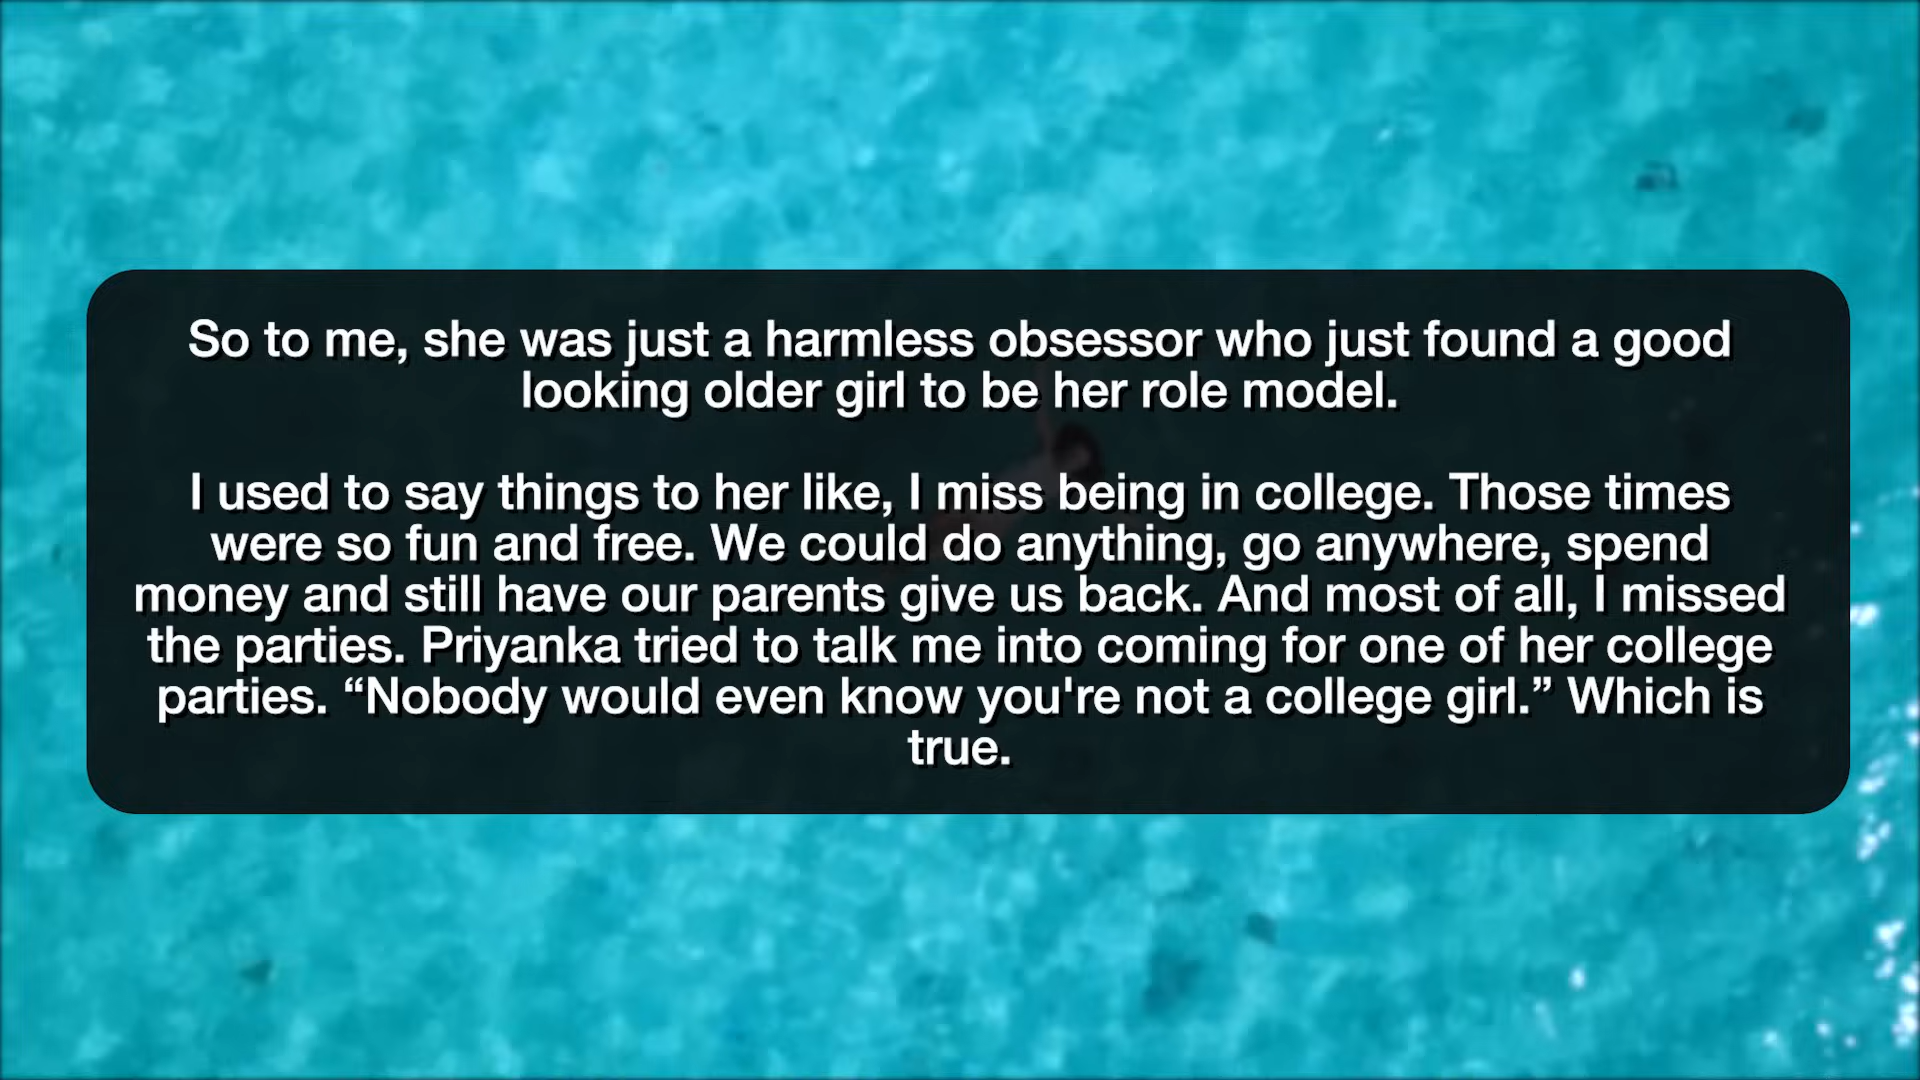 So to me, she was just a harmless obsessor who just found a good
looking older girl to be her role model.
I used to say things to her like, I miss being in college. Those times
were so fun and free. We could do anything, go anywhere, spend
money and still have our parents give us back. And most of all, I missed
the parties. Priyanka tried to talk me into coming for one of her college
parties. “Nobody would even know you're not a college girl.” Which is
true.